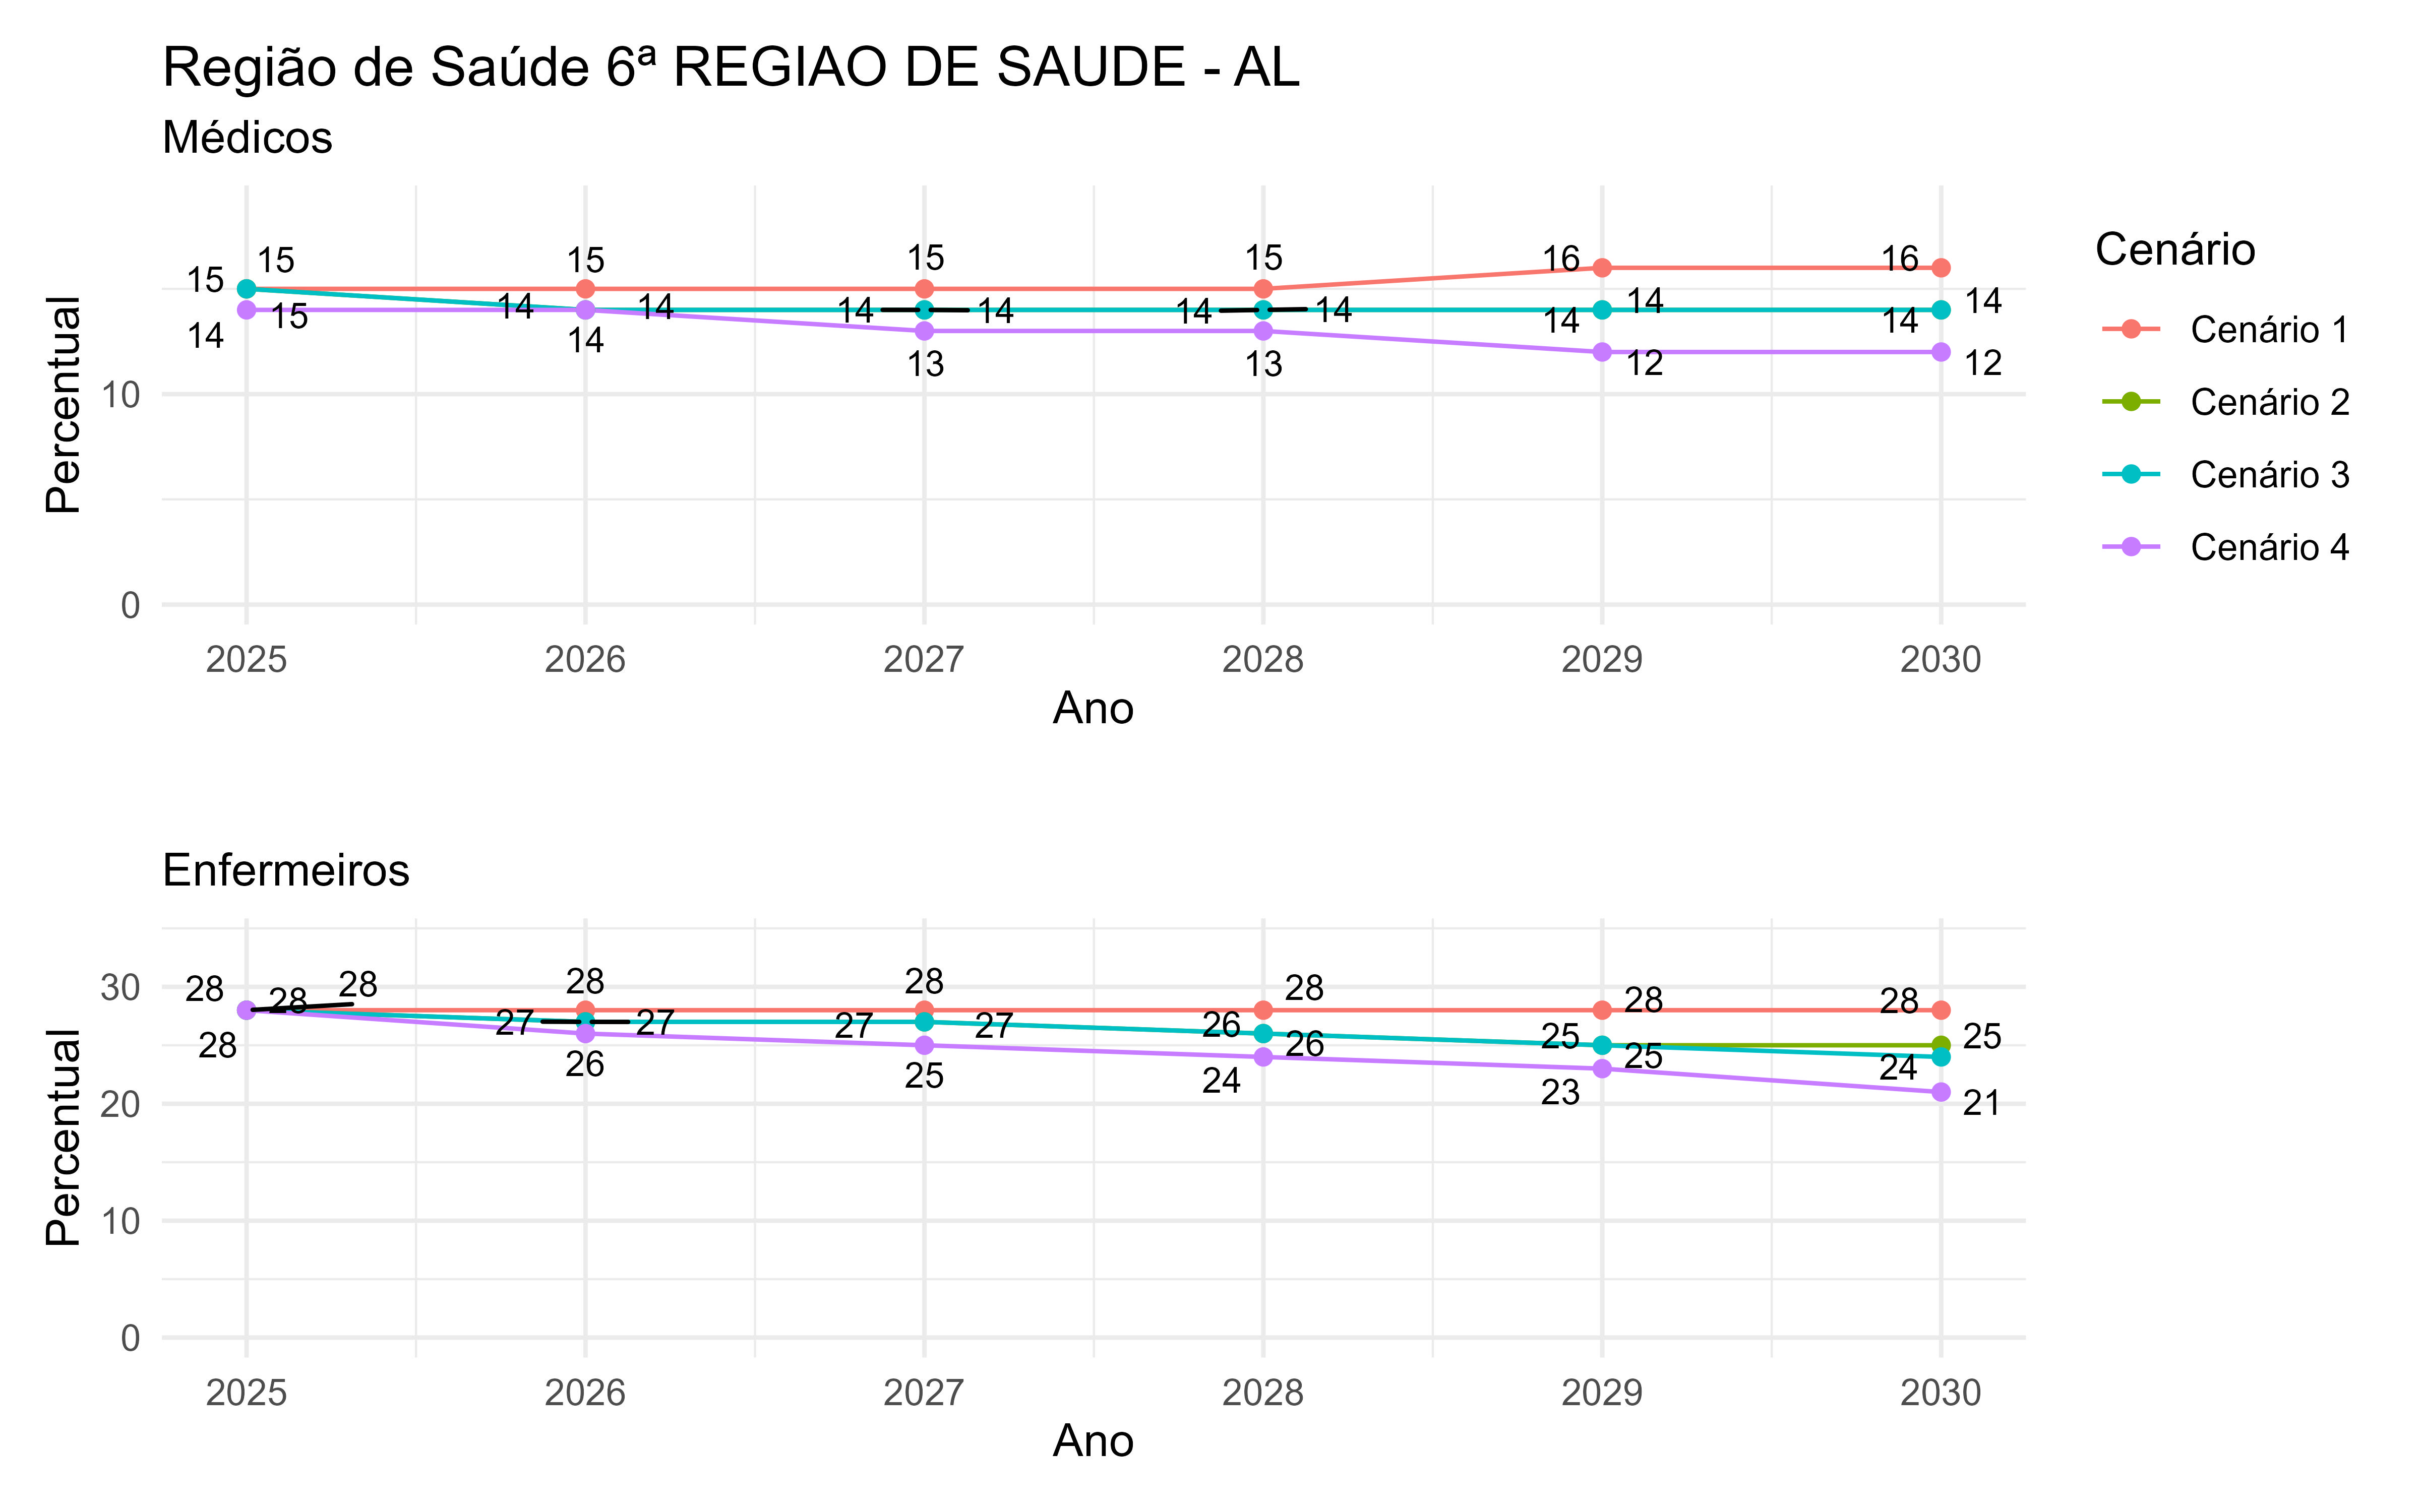 Região de Saúde 6ª REGIAO DE SAUDE - AL
Médicos
Percentual
10
0
15 15 15 15 15 16 16
15 14 14 14 14 14 14 14 14 14 14
14 14 13 13 12 12
2025 2026 2027 2028 2029 2030
Ano
Cenário
Cenário 1
Cenário 2
Cenário 3
Cenário 4
Enfermeiros
Percentual
30
20
10
0
28 28 28 28 28 28 28 28
28 27 27 27 27 26 26 25 25 25 24
26 25 24 23 21
2025 2026 2027 2028 2029 2030
Ano